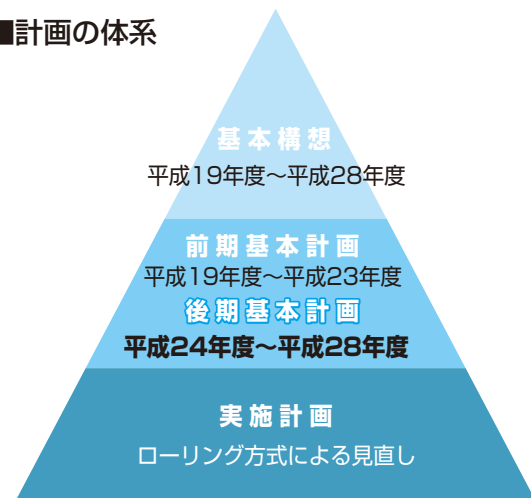 ■計画の体系
基本構想
平成19年度～平成28年度
前期基本計画
平成19年度～平成23年度
後期基本計画
平成24年度～平成28年度
実施計画
ローリング方式による見直し